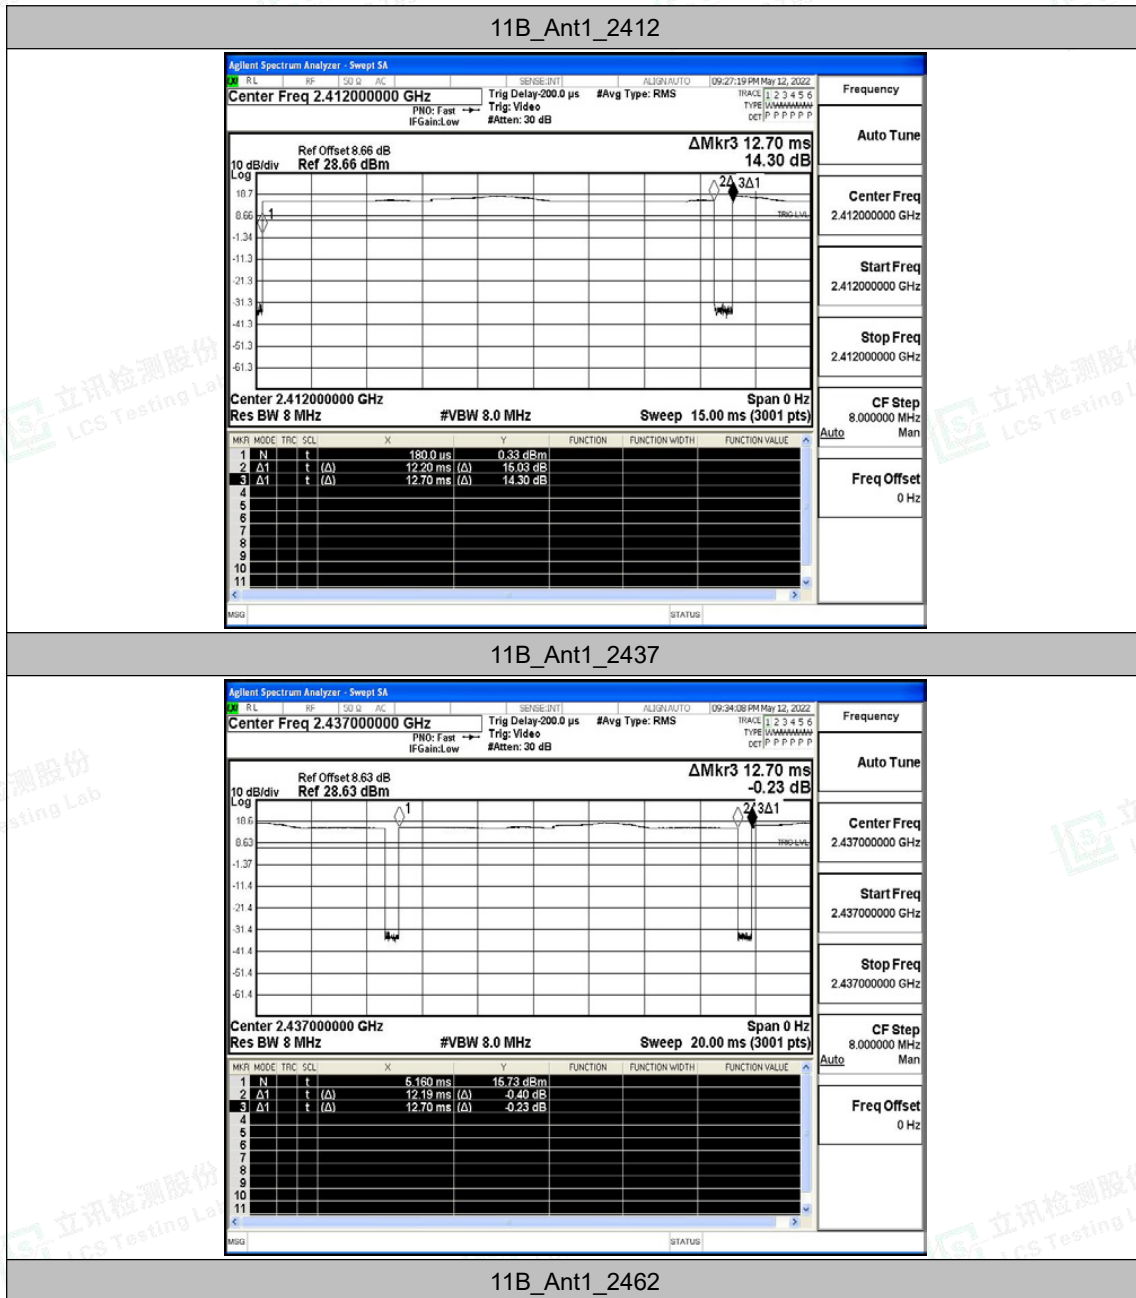 11B_Ant1_2412
Agilent Spectrum Analyzer - Swept SA
RL RF 50 Ω AC SENSE:INT ALIGN AUTO 09:27:19 PM May 12, 2022
Center Freq 2.412000000 GHz Trig Delay-200.0 µs #Avg Type: RMS TRACE 1 2 3 4 5 6
PNO: Fast Trig: Video TYPE
IFGain:Low #Atten: 30 dB DET P P P P P P
Frequency
Auto Tune
ΔMkr3 12.70 ms
Ref Offset 8.66 dB
14.30 dB
10 dB/div Ref 28.66 dBm
Log
2Δ 3Δ1
18.7
8.66
1
TRIG LVL
-1.34
-11.3
-21.3
-31.3
-41.3
-51.3
-61.3
Center Freq
2.412000000 GHz
Start Freq
2.412000000 GHz
Stop Freq
2.412000000 GHz
Center 2.412000000 GHz Span 0 Hz
Res BW 8 MHz #VBW 8.0 MHz Sweep 15.00 ms (3001 pts)
CF Step
8.000000 MHz
Auto Man
MKR MODE TRC SCL X Y FUNCTION FUNCTION WIDTH FUNCTION VALUE
1 N t 180.0 us 0.33 dBm
2 Δ1 t (Δ) 12.20 ms (Δ) 15.03 dB
3 Δ1 t (Δ) 12.70 ms (Δ) 14.30 dB
4
5
6
7
8
9
10
11
Freq Offset
0 Hz
MSG STATUS
11B_Ant1_2437
Agilent Spectrum Analyzer - Swept SA
RL RF 50 Ω AC SENSE:INT ALIGN AUTO 09:34:08 PM May 12, 2022
Center Freq 2.437000000 GHz Trig Delay-200.0 µs #Avg Type: RMS TRACE 1 2 3 4 5 6
PNO: Fast Trig: Video TYPE
IFGain:Low #Atten: 30 dB DET P P P P P P
Frequency
Auto Tune
ΔMkr3 12.70 ms
Ref Offset 8.63 dB
-0.23 dB
10 dB/div Ref 28.63 dBm
Log
1
3Δ1
18.6
8.63
TRIG LVL
-1.37
-11.4
-21.4
-31.4
-41.4
-51.4
-61.4
Center Freq
2.437000000 GHz
Start Freq
2.437000000 GHz
Stop Freq
2.437000000 GHz
Center 2.437000000 GHz Span 0 Hz
Res BW 8 MHz #VBW 8.0 MHz Sweep 20.00 ms (3001 pts)
CF Step
8.000000 MHz
Auto Man
MKR MODE TRC SCL X Y FUNCTION FUNCTION WIDTH FUNCTION VALUE
1 N t 5.160 ms 15.73 dBm
2 Δ1 t (Δ) 12.19 ms (Δ) -0.40 dB
3 Δ1 t (Δ) 12.70 ms (Δ) -0.23 dB
4
5
6
7
8
9
10
11
Freq Offset
0 Hz
MSG STATUS
11B_Ant1_2462
立讯检测股份
LCS Testing Lab